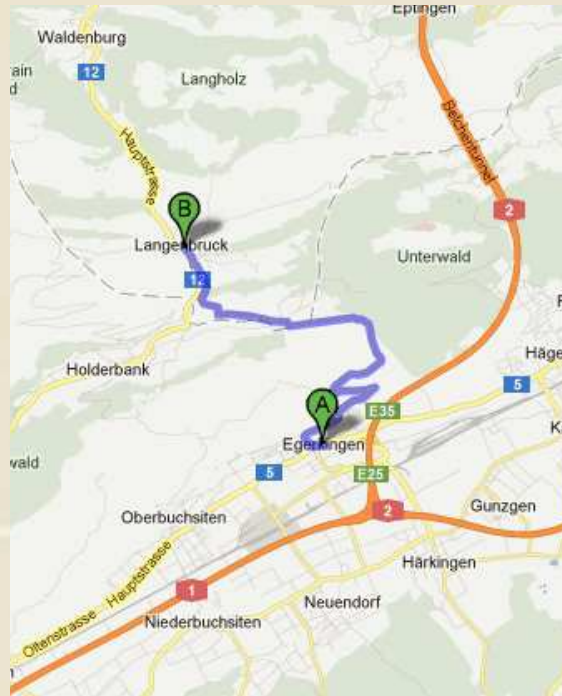 Eptingen
Waldenburg
12
Langholz
Hauptstrasse
Belchentunnel
2
B
Langenbruck
Unterwald
12
Holderbank
Häge
5
A
E35
Egerkingen
wald
5
E25
Oberbuchsiten
2
Gunzgen
Härkingen
Hauptstrasse
1
Neuendorf
Oltenstrasse
Niederbuchsiten